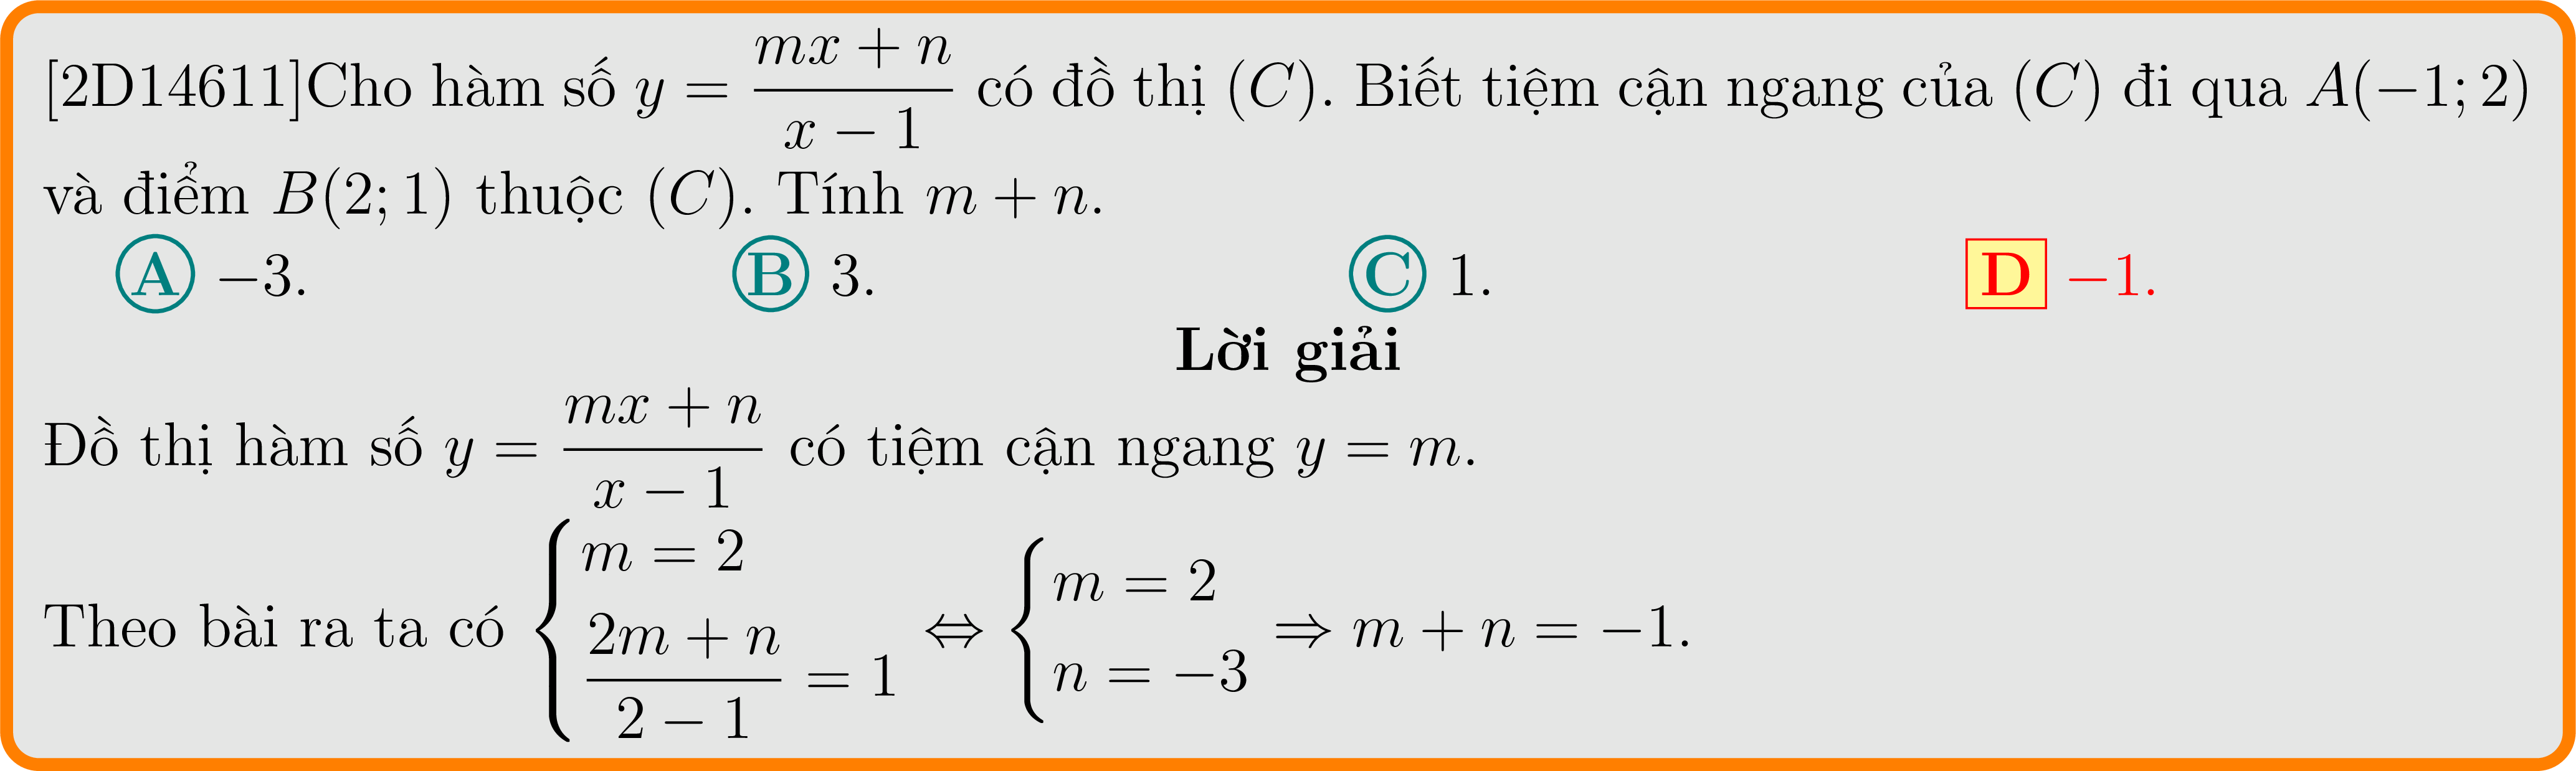 [2D14611]Cho hàm số $y = \dfrac{mx + n}{x - 1}$ có đồ thị $(C)$. Biết tiệm cận ngang của $(C)$ đi qua $A(-1; 2)$
và điểm $B(2; 1)$ thuộc $(C)$. Tính $m + n$.
A −3. B 3. C 1. D −1.
Lời giải
Đồ thị hàm số $y = \dfrac{mx + n}{x - 1}$ có tiệm cận ngang $y = m$.
Theo bài ra ta có $\begin{cases} m = 2 \\ \dfrac{2m + n}{2 - 1} = 1 \end{cases} \Leftrightarrow \begin{cases} m = 2 \\ n = -3 \end{cases} \Rightarrow m + n = -1$.